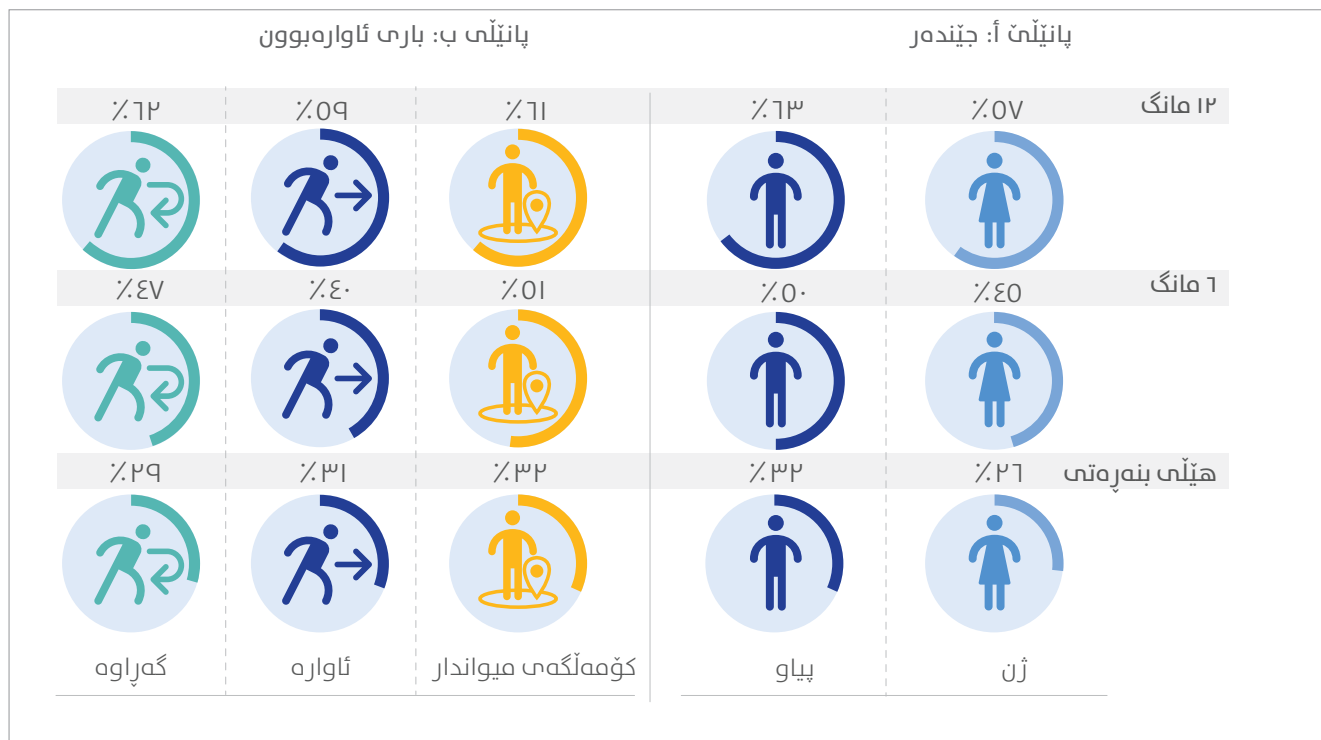 پانێڵی أ: جێندەر
پانێڵی ب: باری ئاوارەبوون
١٢ مانگ
٪٥٧
٪٦٣
٪٦١
٪٥٩
٪٦٢
٦ مانگ
٪٤٥
٪٥٠
٪٥١
٪٤٠
٪٤٧
هێڵی بنەڕەتی
٪٢٦
٪٣٢
٪٣٢
٪٣١
٪٢٩
ژن
پیاو
کۆمەڵگەی میواندار
ئاوارە
گەڕاوە